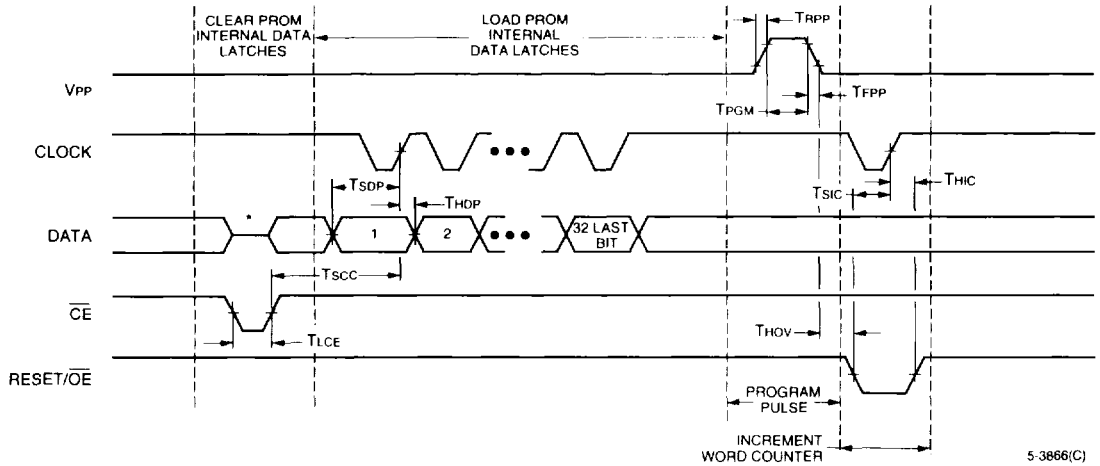 CLEAR PROM
INTERNAL DATA
LATCHES
LOAD PROM
INTERNAL
DATA LATCHES
TRPP
VPP
TFPP
TPGM
CLOCK
TSDP
THDP
TSIC
THIC
DATA
*
1
2
32 LAST
BIT
TSCC
CE
TLCE
THOV
RESET/OE
PROGRAM
PULSE
INCREMENT
WORD COUNTER
5-3866(C)